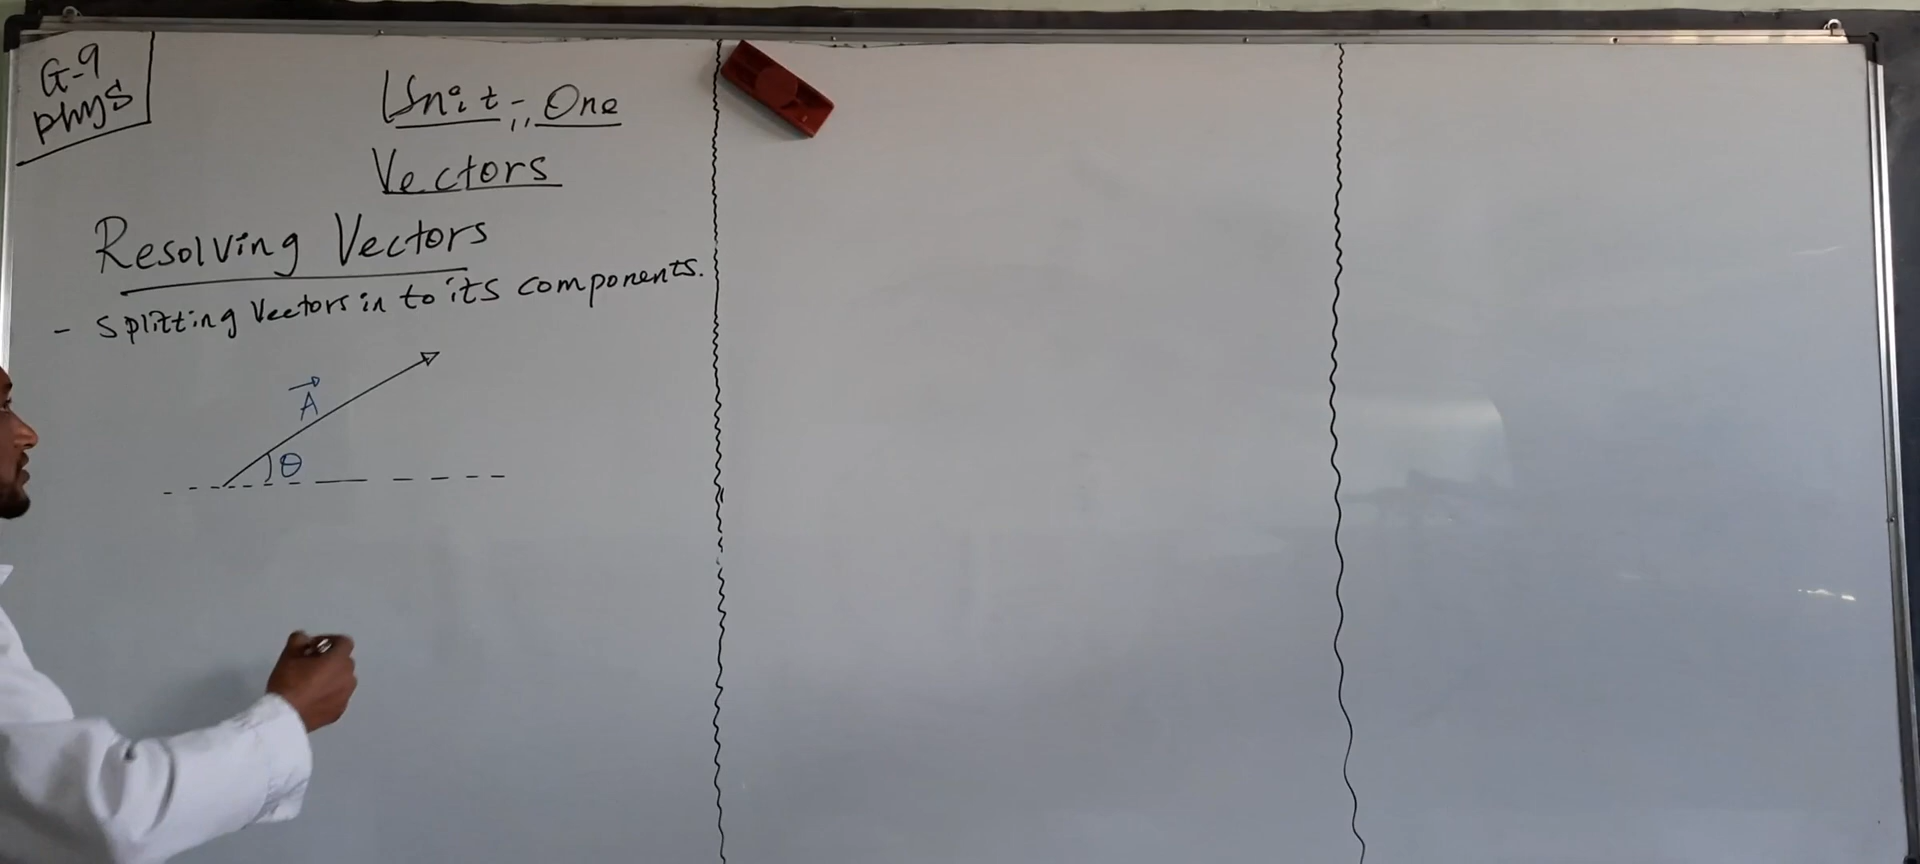 G-9
phys
Unit-One
Vectors
Resolving Vectors
- Splitting Vectors in to its components.
A
θ